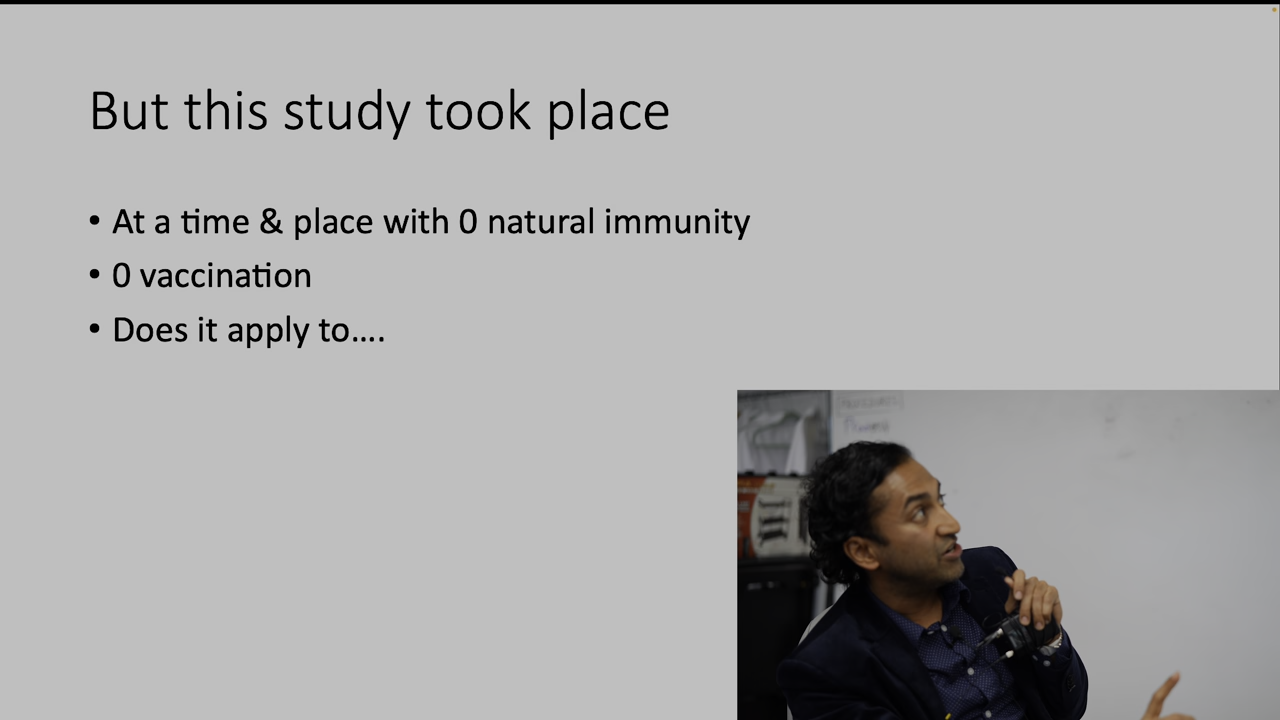 But this study took place
• At a time & place with 0 natural immunity
• 0 vaccination
• Does it apply to....